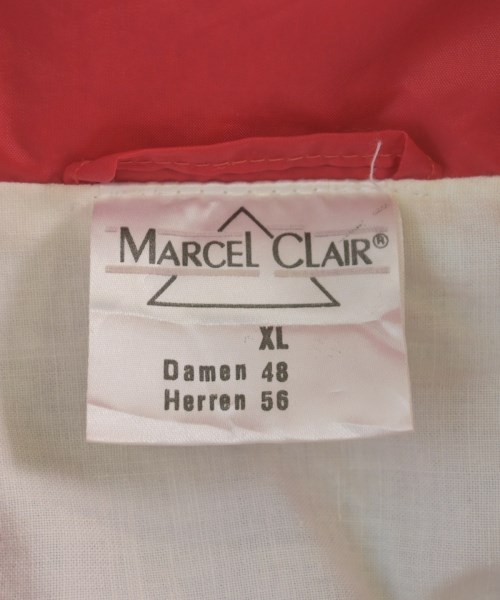 MARCEL CLAIR®
XL
Damen 48
Herren 56